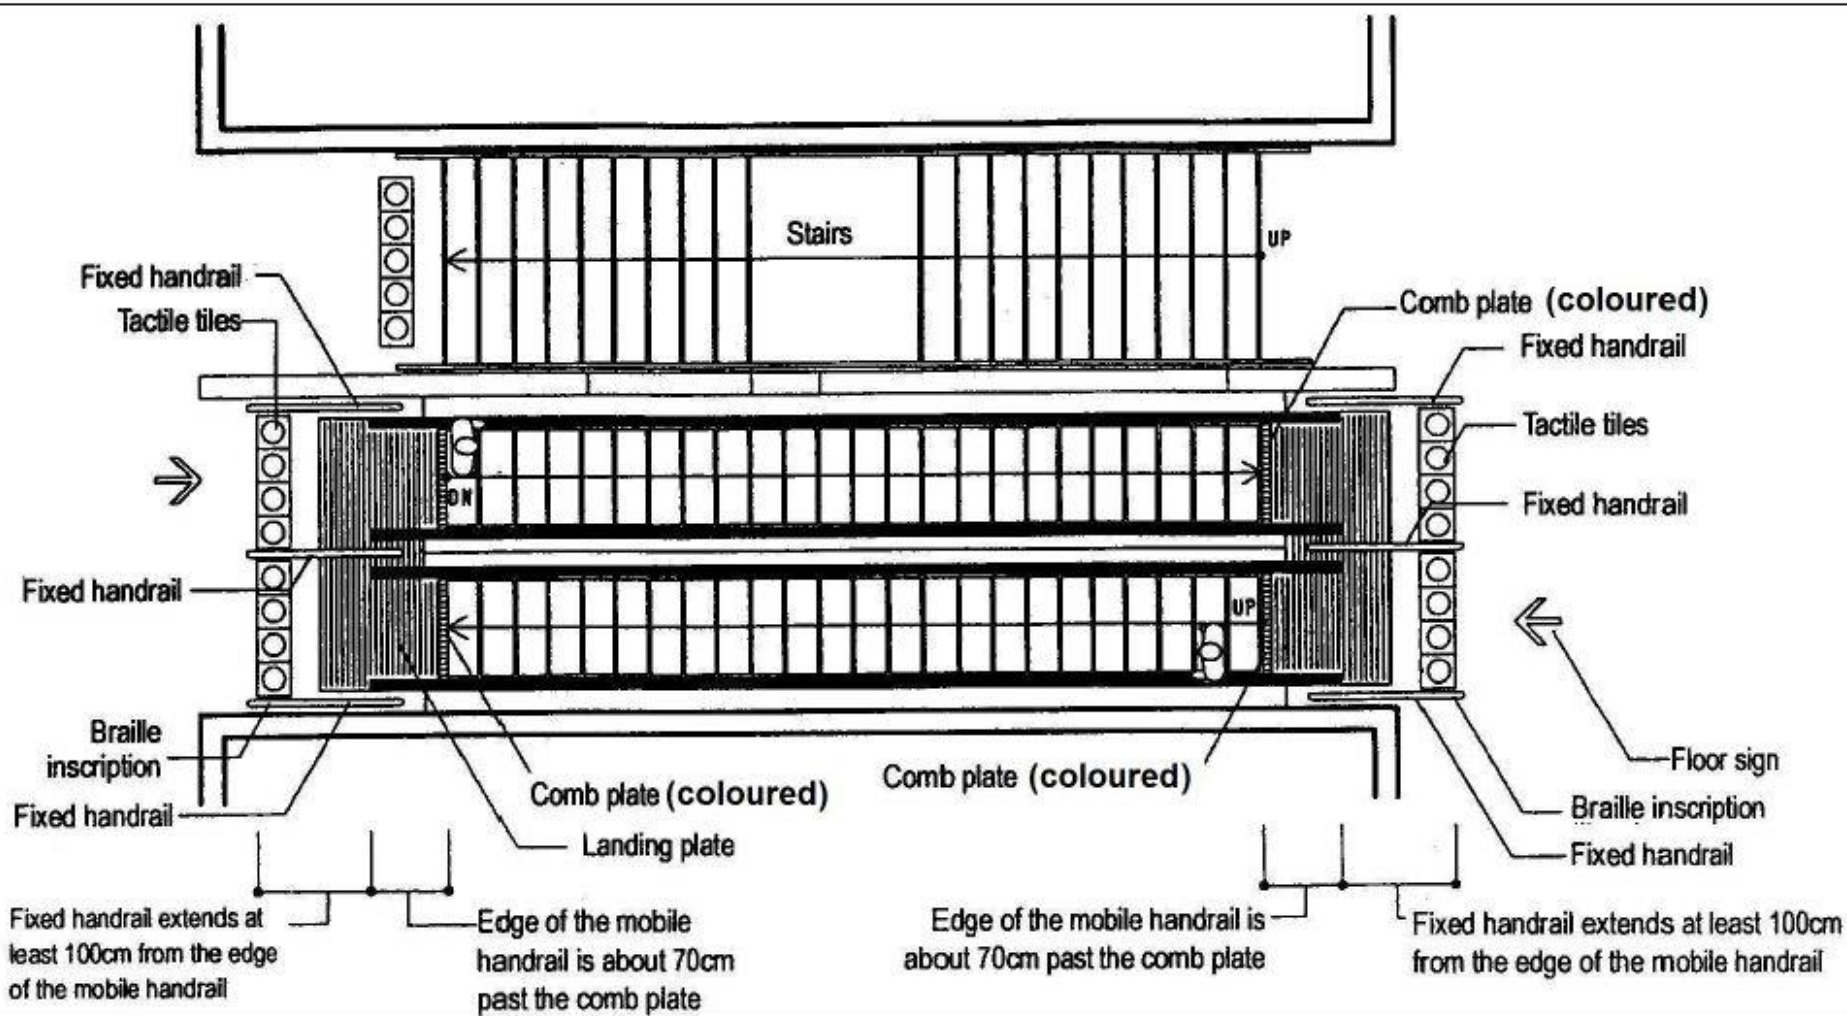 Stairs
UP
Fixed handrail
Tactile tiles
Comb plate (coloured)
Fixed handrail
Tactile tiles
Fixed handrail
DN
Fixed handrail
UP
Braille
inscription
Fixed handrail
Comb plate (coloured)
Landing plate
Comb plate (coloured)
Floor sign
Braille inscription
Fixed handrail
Fixed handrail extends at
least 100cm from the edge
of the mobile handrail
Edge of the mobile
handrail is about 70cm
past the comb plate
Edge of the mobile handrail is
about 70cm past the comb plate
Fixed handrail extends at least 100cm
from the edge of the mobile handrail